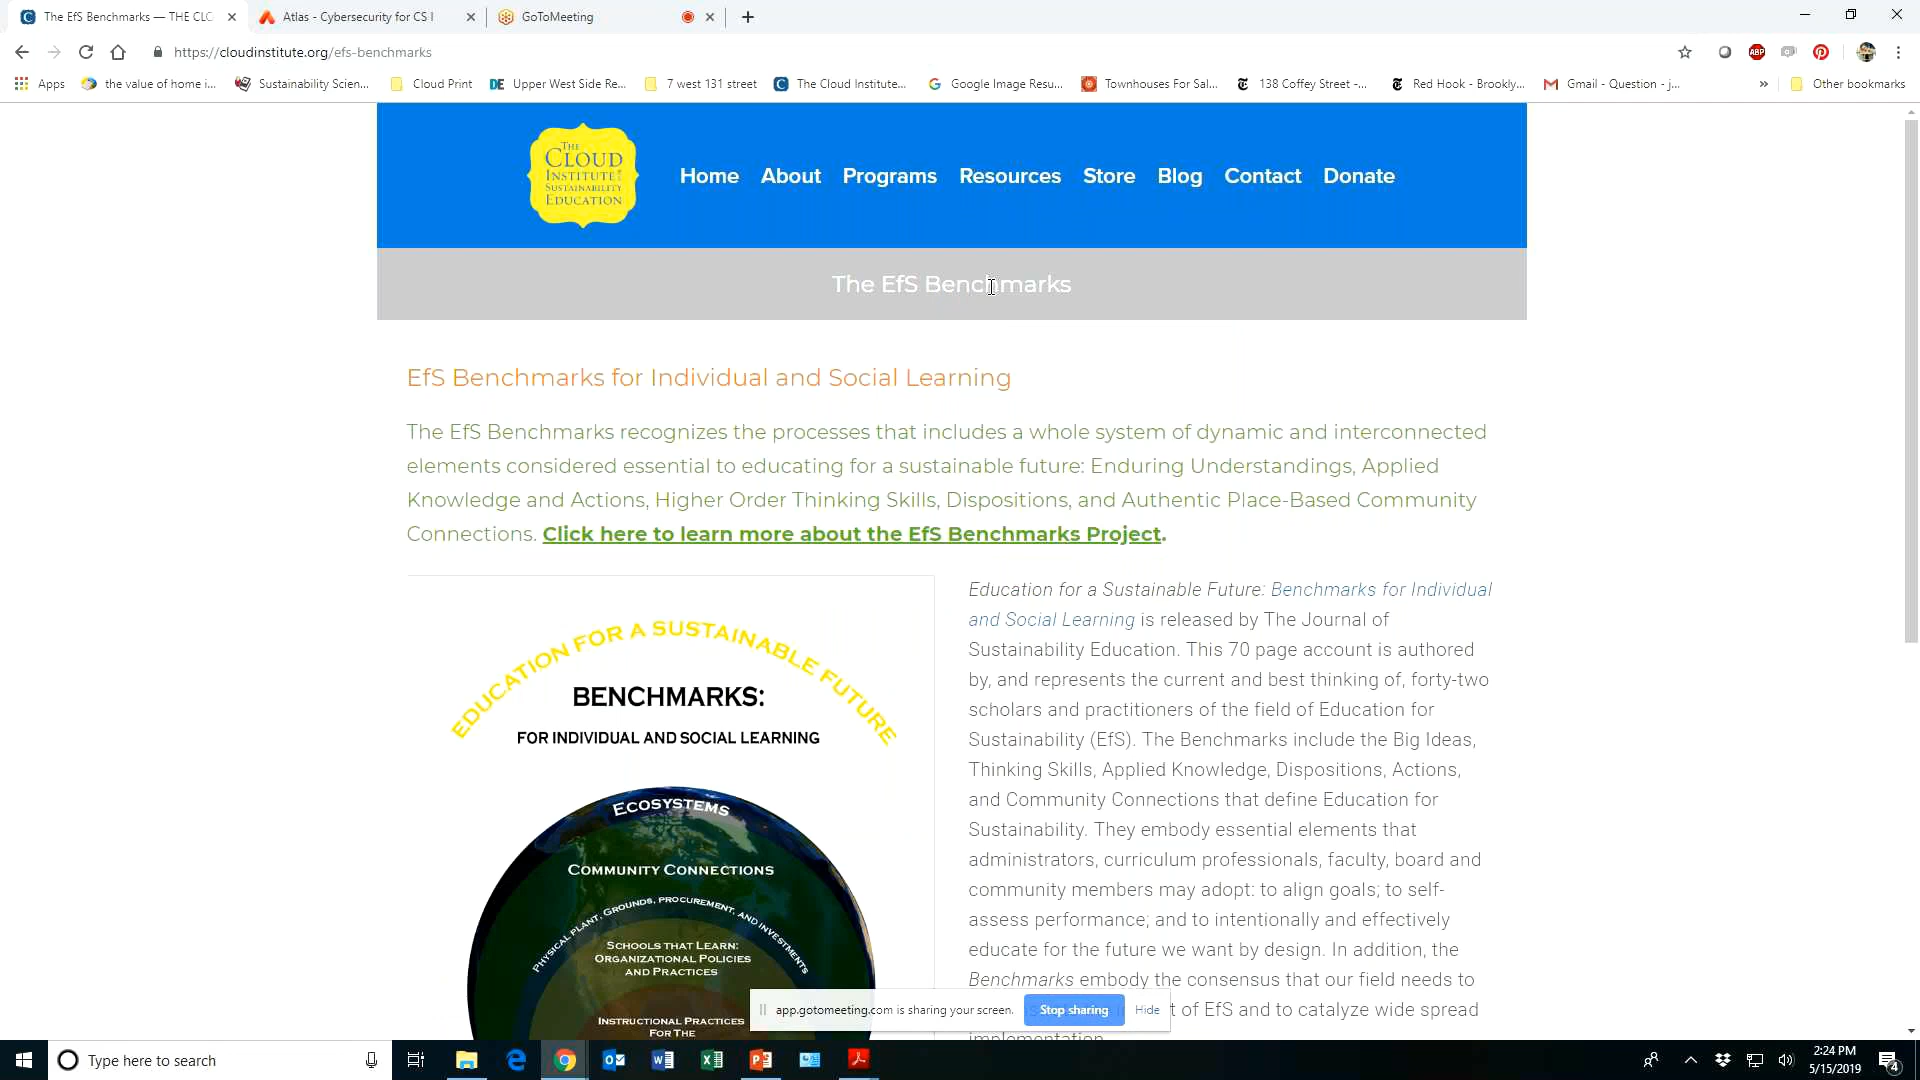 The EfS Benchmarks — THE CLO
Atlas - Cybersecurity for CS I
GoToMeeting
https://cloudinstitute.org/efs-benchmarks
ABP
Apps
the value of home i...
Sustainability Scien...
Cloud Print
DE Upper West Side Re...
7 west 131 street
The Cloud Institute...
Google Image Resu...
Townhouses For Sal...
138 Coffey Street -...
Red Hook - Brookly...
Gmail - Question - j...
»
Other bookmarks
THE
CLOUD
INSTITUTE FOR
SUSTAINABILITY
EDUCATION
Home About Programs Resources Store Blog Contact Donate
The EfS Benchmarks
EfS Benchmarks for Individual and Social Learning
The EfS Benchmarks recognizes the processes that includes a whole system of dynamic and interconnected
elements considered essential to educating for a sustainable future: Enduring Understandings, Applied
Knowledge and Actions, Higher Order Thinking Skills, Dispositions, and Authentic Place-Based Community
Connections. Click here to learn more about the EfS Benchmarks Project.
EDUCATION FOR A SUSTAINABLE FUTURE
BENCHMARKS:
FOR INDIVIDUAL AND SOCIAL LEARNING
ECOSYSTEMS
COMMUNITY CONNECTIONS
PHYSICAL PLANT, GROUNDS, PROCUREMENT, AND INVESTMENTS
SCHOOLS THAT LEARN:
ORGANIZATIONAL POLICIES
AND PRACTICES
INSTRUCTIONAL PRACTICES
FOR THE
Education for a Sustainable Future: Benchmarks for Individual
and Social Learning is released by The Journal of
Sustainability Education. This 70 page account is authored
by, and represents the current and best thinking of, forty-two
scholars and practitioners of the field of Education for
Sustainability (EfS). The Benchmarks include the Big Ideas,
Thinking Skills, Applied Knowledge, Dispositions, Actions,
and Community Connections that define Education for
Sustainability. They embody essential elements that
administrators, curriculum professionals, faculty, board and
community members may adopt: to align goals; to self-
assess performance; and to intentionally and effectively
educate for the future we want by design. In addition, the
Benchmarks embody the consensus that our field needs to
t of EfS and to catalyze wide spread
implementation
app.gotomeeting.com is sharing your screen.
Stop sharing
Hide
Type here to search
2:24 PM
5/15/2019
4